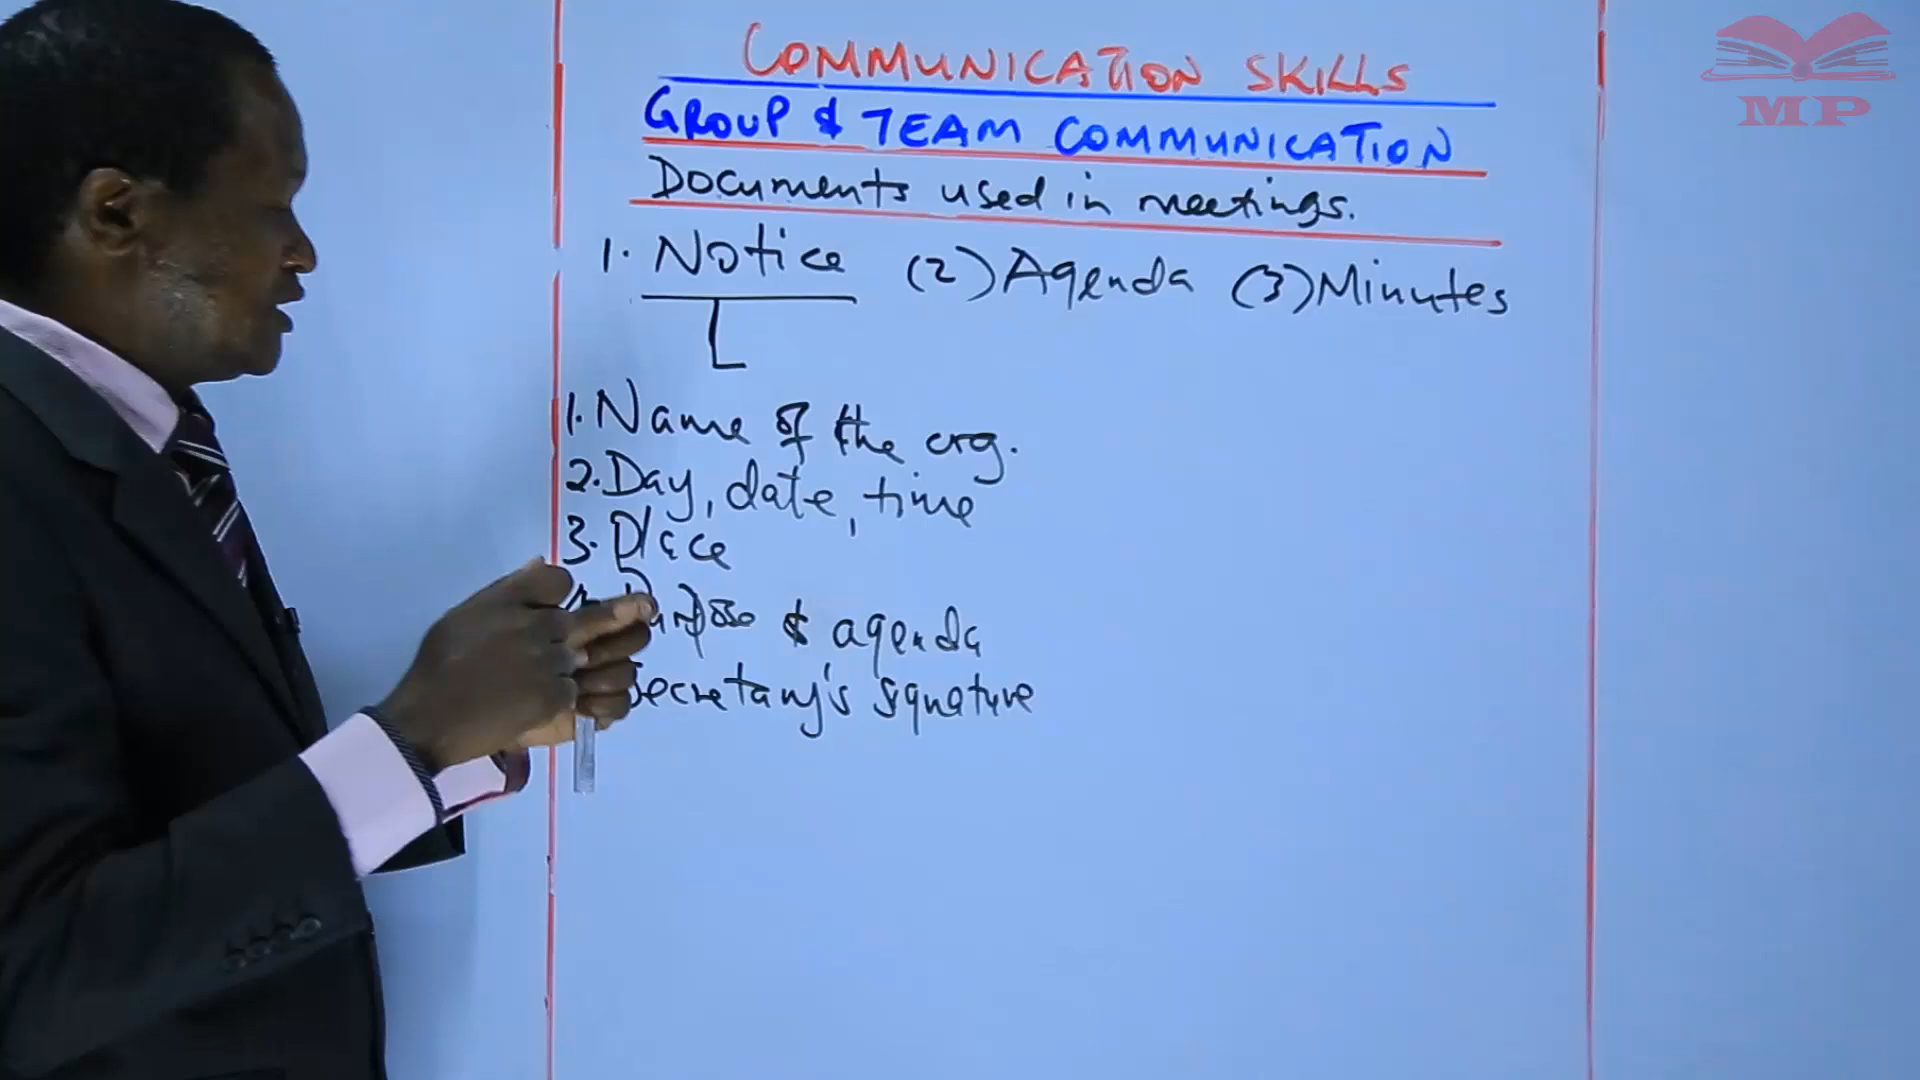 COMMUNICATION SKILLS
MP
GROUP & TEAM COMMUNICATION
Documents used in meetings.
1. Notice (2) Agenda (3) Minutes
1. Name of the org.
2. Day, date, time
3. Place
Purpose & agenda
Secretary's signature